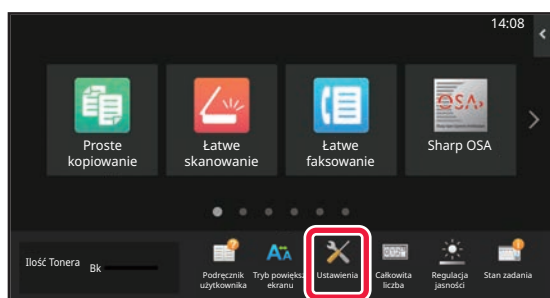 14:08
Proste
kopiowanie
Łatwe
skanowanie
Łatwe
faksowanie
OSA
Sharp OSA
Ilość Tonera
Bk
Podręcznik
użytkownika
Tryb powiększ
ekranu
Ustawienia
Całkowita
liczba
Regulacja
jasności
Stan zadania